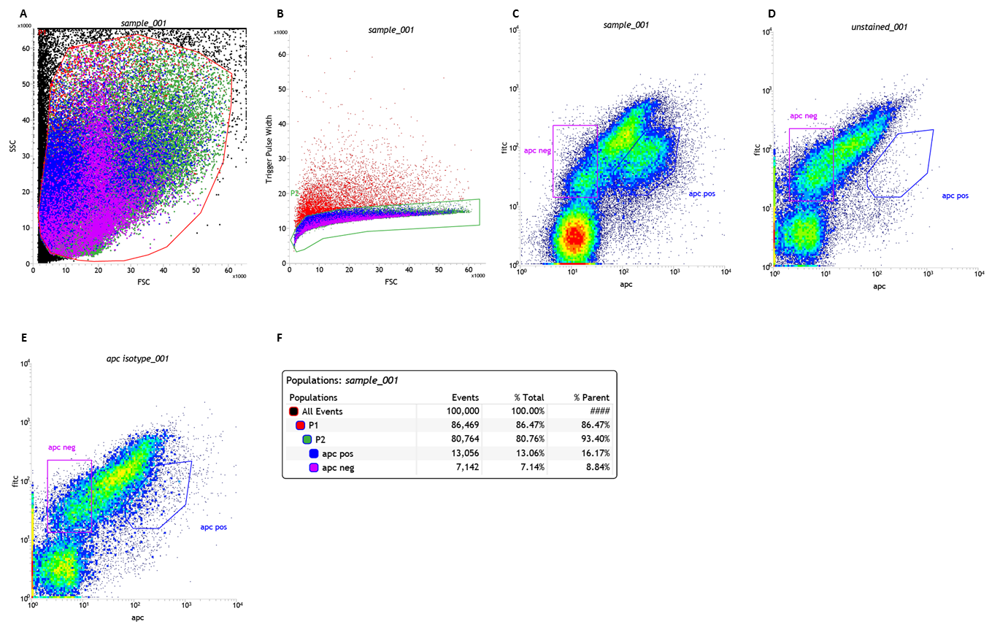 A
sample_001
x1000
60
50
40
30
20
10
0
SSC
0 10 20 30 40 50 60
x1000
FSC
B
sample_001
x1000
60
50
40
30
20
10
0
Trigger Pulse Width
0 10 20 30 40 50 60
x1000
FSC
C
sample_001
10⁴
10³
10²
10¹
10⁰
fitc
apc neg
apc pos
10⁰ 10¹ 10² 10³ 10⁴
apc
D
unstained_001
10⁴
10³
10²
10¹
10⁰
fitc
apc neg
apc pos
10⁰ 10¹ 10² 10³ 10⁴
apc
E
apc isotype_001
10⁴
10³
10²
10¹
10⁰
fitc
apc neg
apc pos
10⁰ 10¹ 10² 10³ 10⁴
apc
F
Populations: sample_001
Populations Events % Total % Parent
All Events 100,000 100.00% ####
P1 86,469 86.47% 86.47%
P2 80,764 80.76% 93.40%
apc pos 13,056 13.06% 16.17%
apc neg 7,142 7.14% 8.84%